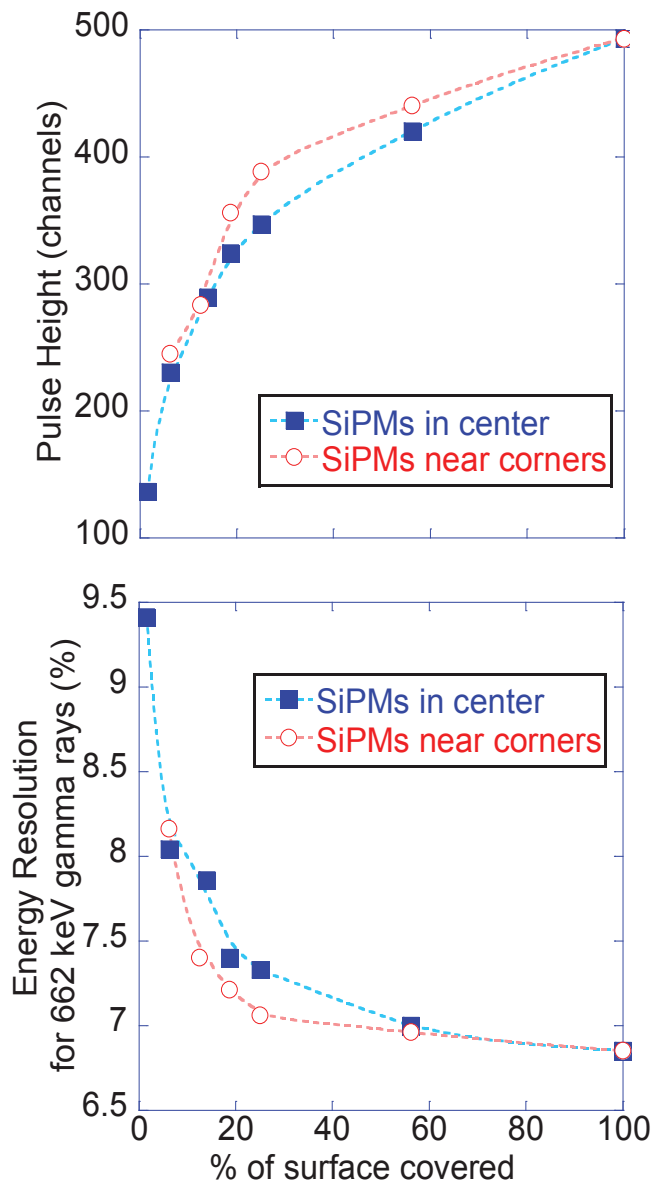 500
400
300
200
100
Pulse Height (channels)
SiPMs in center
SiPMs near corners
9.5
9
8.5
8
7.5
7
6.5
Energy Resolution
for 662 keV gamma rays (%)
SiPMs in center
SiPMs near corners
0 20 40 60 80 100
% of surface covered